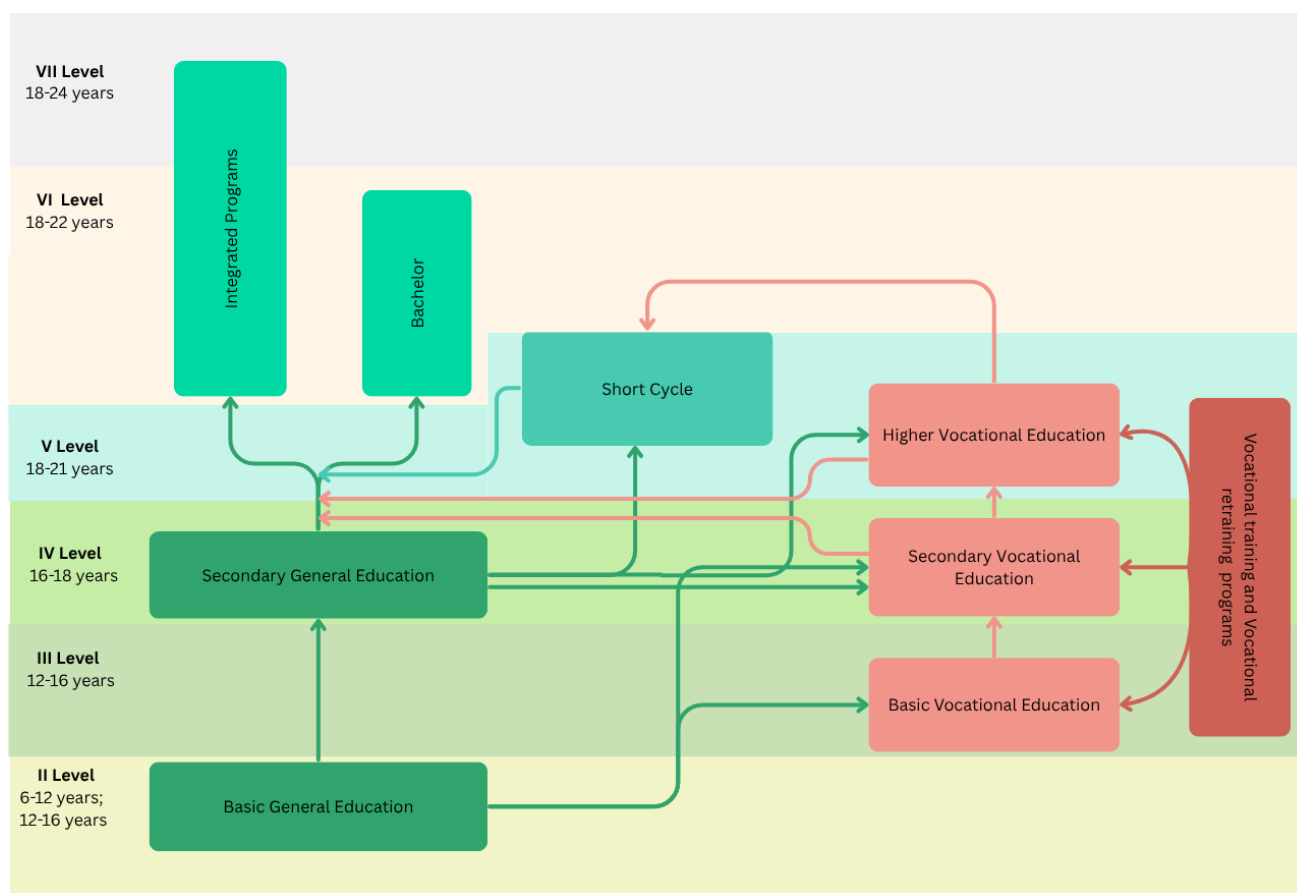 VII Level
18-24 years
Integrated Programs
VI Level
18-22 years
Bachelor
Short Cycle
Higher Vocational Education
V Level
18-21 years
Vocational training and Vocational
retraining programs
IV Level
16-18 years
Secondary General Education
Secondary Vocational
Education
III Level
12-16 years
Basic Vocational Education
II Level
6-12 years;
12-16 years
Basic General Education